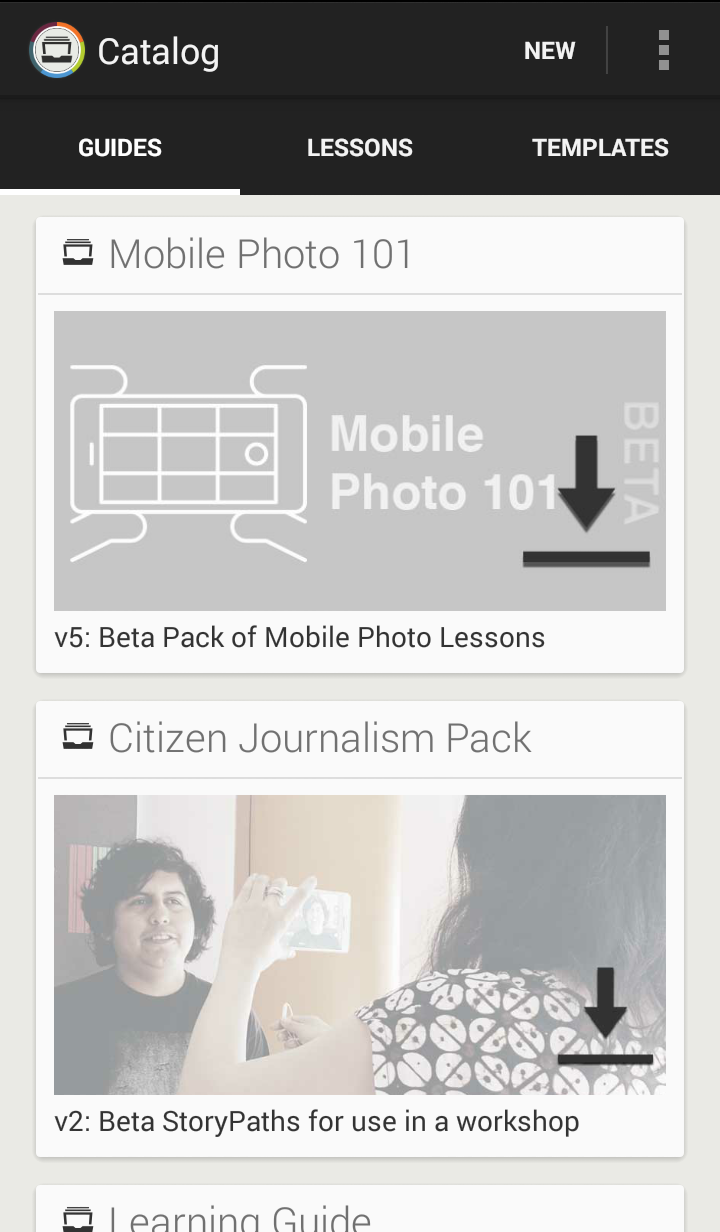 Catalog
NEW
GUIDES
LESSONS
TEMPLATES
Mobile Photo 101
Mobile
Photo 101
BETA
v5: Beta Pack of Mobile Photo Lessons
Citizen Journalism Pack
v2: Beta StoryPaths for use in a workshop
Learning Guide